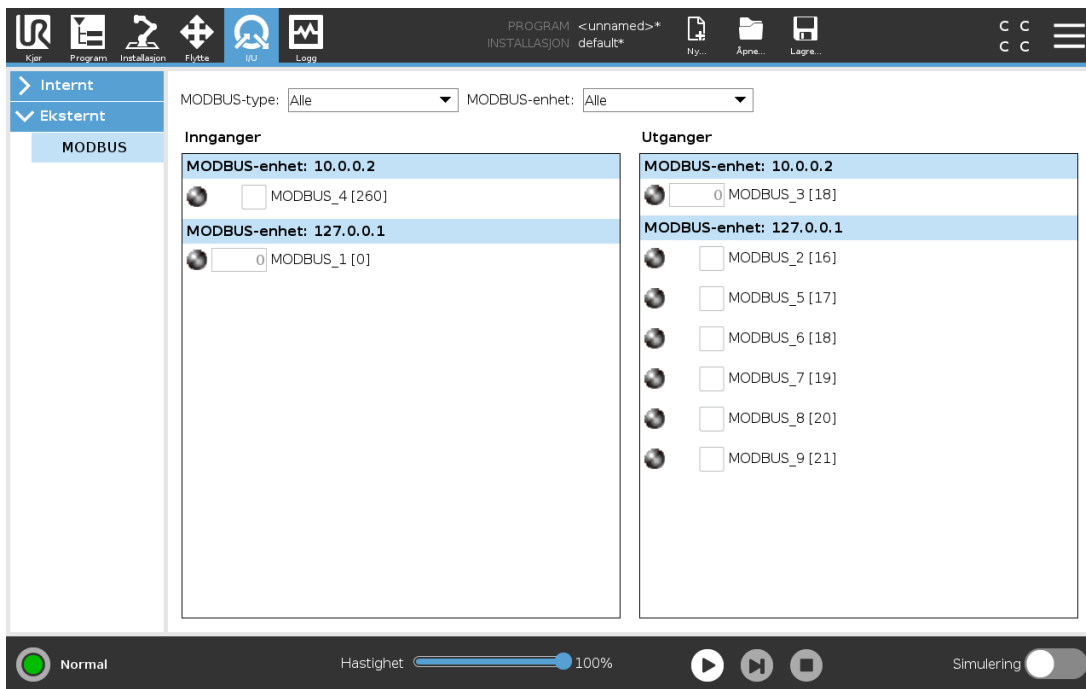 PROGRAM <unnamed>*
INSTALLASJON default*
UR
Kjør Program Installasjon Flytte I/U Logg
Ny... Åpne... Lagre...
C C
C C
Internt
Eksternt
MODBUS
MODBUS-type: Alle MODBUS-enhet: Alle
Innganger
MODBUS-enhet: 10.0.0.2
MODBUS_4 [260]
MODBUS-enhet: 127.0.0.1
0 MODBUS_1 [0]
Utganger
MODBUS-enhet: 10.0.0.2
0 MODBUS_3 [18]
MODBUS-enhet: 127.0.0.1
MODBUS_2 [16]
MODBUS_5 [17]
MODBUS_6 [18]
MODBUS_7 [19]
MODBUS_8 [20]
MODBUS_9 [21]
Normal Hastighet 100% Simulering